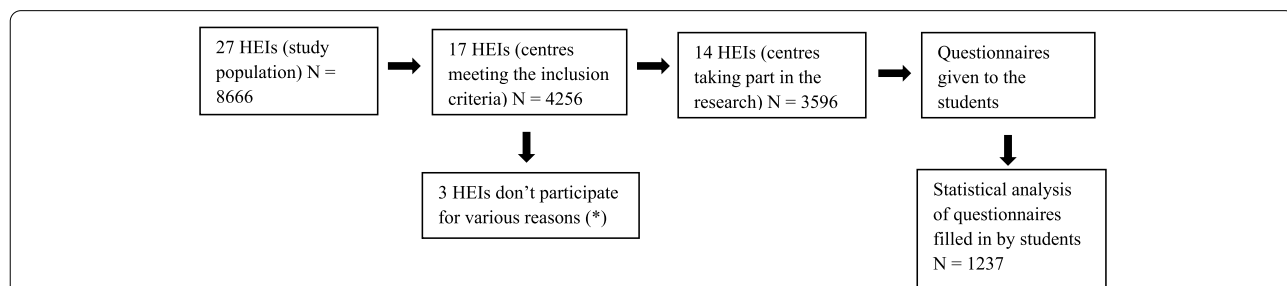 27 HEIs (study
population) N =
8666
17 HEIs (centres
meeting the inclusion
criteria) N = 4256
14 HEIs (centres
taking part in the
research) N = 3596
Questionnaires
given to the
students
3 HEIs don’t participate
for various reasons (*)
Statistical analysis
of questionnaires
filled in by students
N = 1237